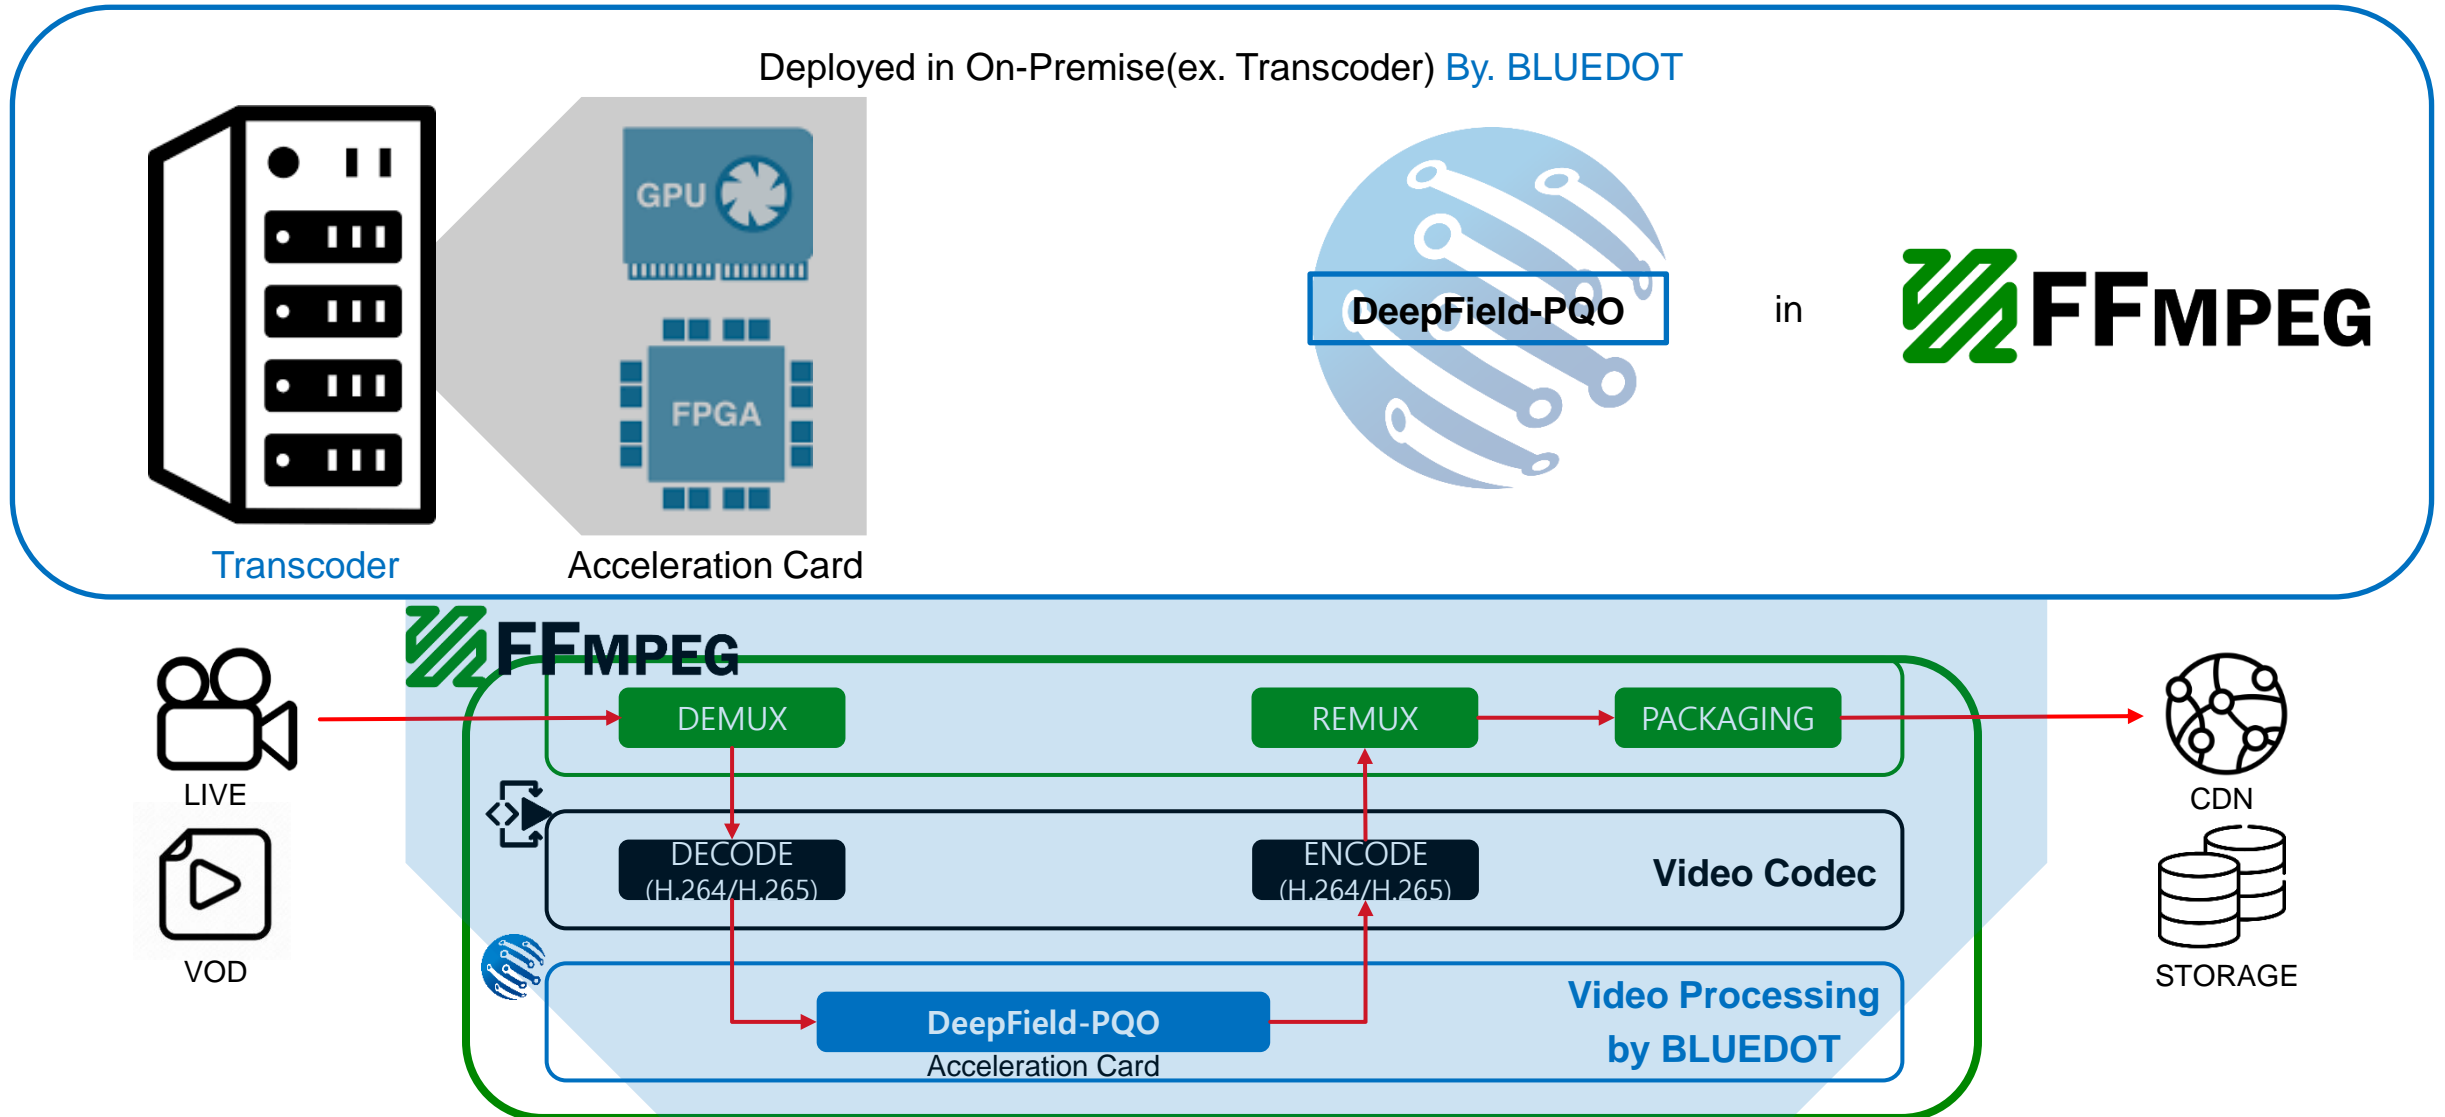 Deployed in On-Premise(ex. Transcoder) By. BLUEDOT
GPU
FPGA
Transcoder
Acceleration Card
DeepField-PQO
in
FFMPEG
FFMPEG
LIVE
VOD
DEMUX
REMUX
PACKAGING
DECODE
(H.264/H.265)
ENCODE
(H.264/H.265)
Video Codec
DeepField-PQO
Acceleration Card
Video Processing
by BLUEDOT
CDN
STORAGE